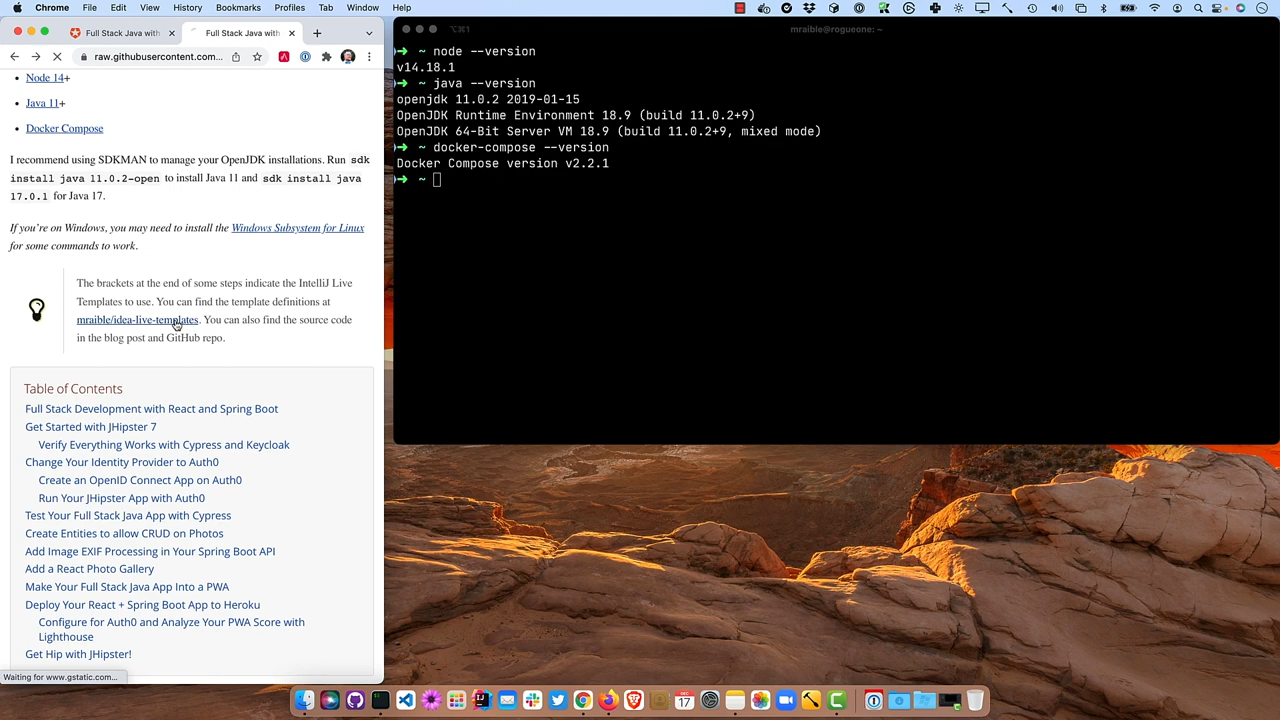 Chrome File Edit View History Bookmarks Profiles Tab Window Help
Full Stack Java with
Full Stack Java with
raw.githubusercontent.com...
Node 14+
Java 11+
Docker Compose
I recommend using SDKMAN to manage your OpenJDK installations. Run sdk
install java 11.0.2-open to install Java 11 and sdk install java
17.0.1 for Java 17.
If you're on Windows, you may need to install the Windows Subsystem for Linux
for some commands to work.
The brackets at the end of some steps indicate the IntelliJ Live
Templates to use. You can find the template definitions at
mraible/idea-live-templates. You can also find the source code
in the blog post and GitHub repo.
Table of Contents
Full Stack Development with React and Spring Boot
Get Started with JHipster 7
Verify Everything Works with Cypress and Keycloak
Change Your Identity Provider to Auth0
Create an OpenID Connect App on Auth0
Run Your JHipster App with Auth0
Test Your Full Stack Java App with Cypress
Create Entities to allow CRUD on Photos
Add Image EXIF Processing in Your Spring Boot API
Add a React Photo Gallery
Make Your Full Stack Java App Into a PWA
Deploy Your React + Spring Boot App to Heroku
Configure for Auth0 and Analyze Your PWA Score with
Lighthouse
Get Hip with JHipster!
Waiting for www.gstatic.com...
⌥⌘1
mraible@rogueone: ~
~ node --version
v14.18.1
~ java --version
openjdk 11.0.2 2019-01-15
OpenJDK Runtime Environment 18.9 (build 11.0.2+9)
OpenJDK 64-Bit Server VM 18.9 (build 11.0.2+9, mixed mode)
~ docker-compose --version
Docker Compose version v2.2.1
~
DEC
17